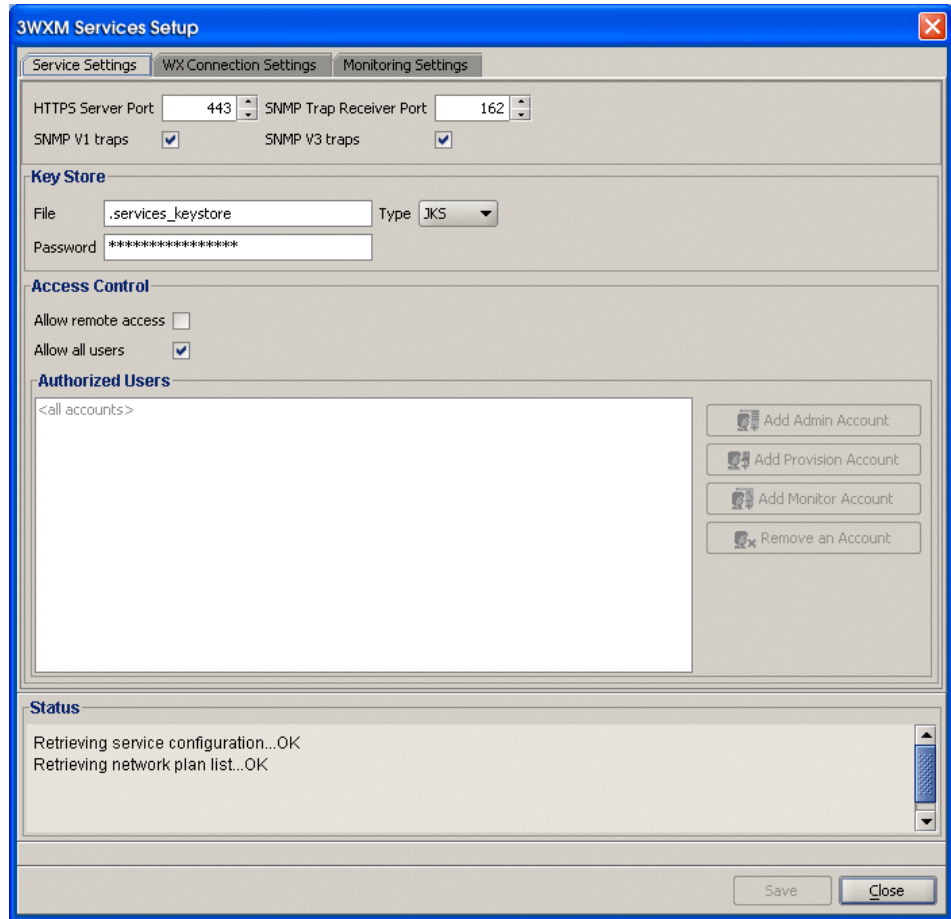 3WXM Services Setup
Service Settings WX Connection Settings Monitoring Settings
HTTPS Server Port 443 SNMP Trap Receiver Port 162
SNMP V1 traps SNMP V3 traps
Key Store
File .services_keystore Type JKS
Password ****************
Access Control
Allow remote access
Allow all users
Authorized Users
<all accounts>
Add Admin Account
Add Provision Account
Add Monitor Account
Remove an Account
Status
Retrieving service configuration...OK
Retrieving network plan list...OK
Save Close